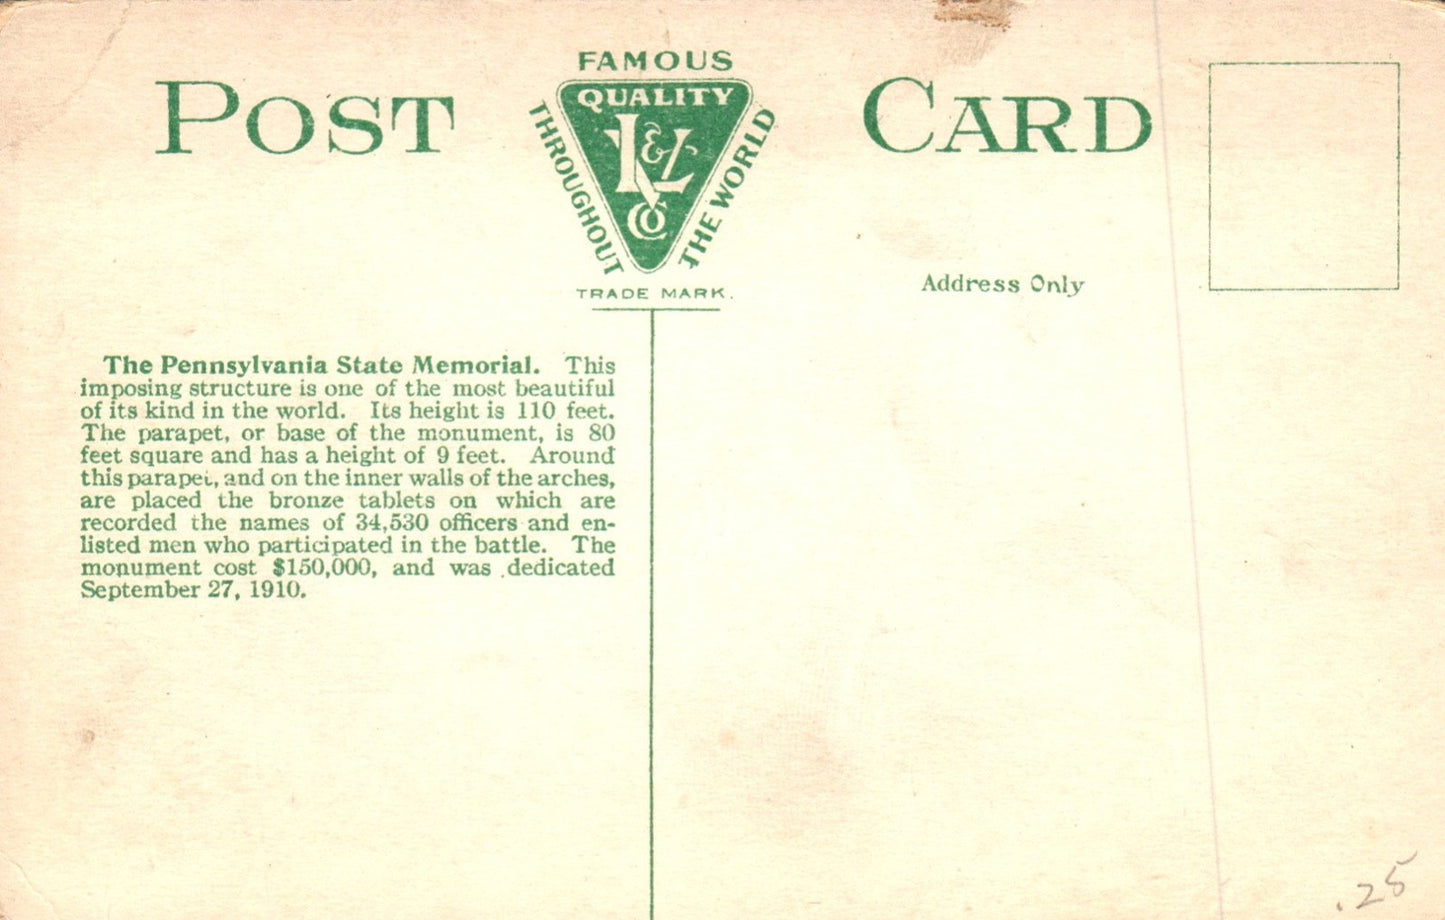 POST CARD
FAMOUS
QUALITY
THROUGHOUT
THE WORLD
K & L
Co
TRADE MARK.
Address Only
The Pennsylvania State Memorial. This
imposing structure is one of the most beautiful
of its kind in the world. Its height is 110 feet.
The parapet, or base of the monument, is 80
feet square and has a height of 9 feet. Around
this parapet, and on the inner walls of the arches,
are placed the bronze tablets on which are
recorded the names of 34,530 officers and en-
listed men who participated in the battle. The
monument cost $150,000, and was dedicated
September 27, 1910.
.25